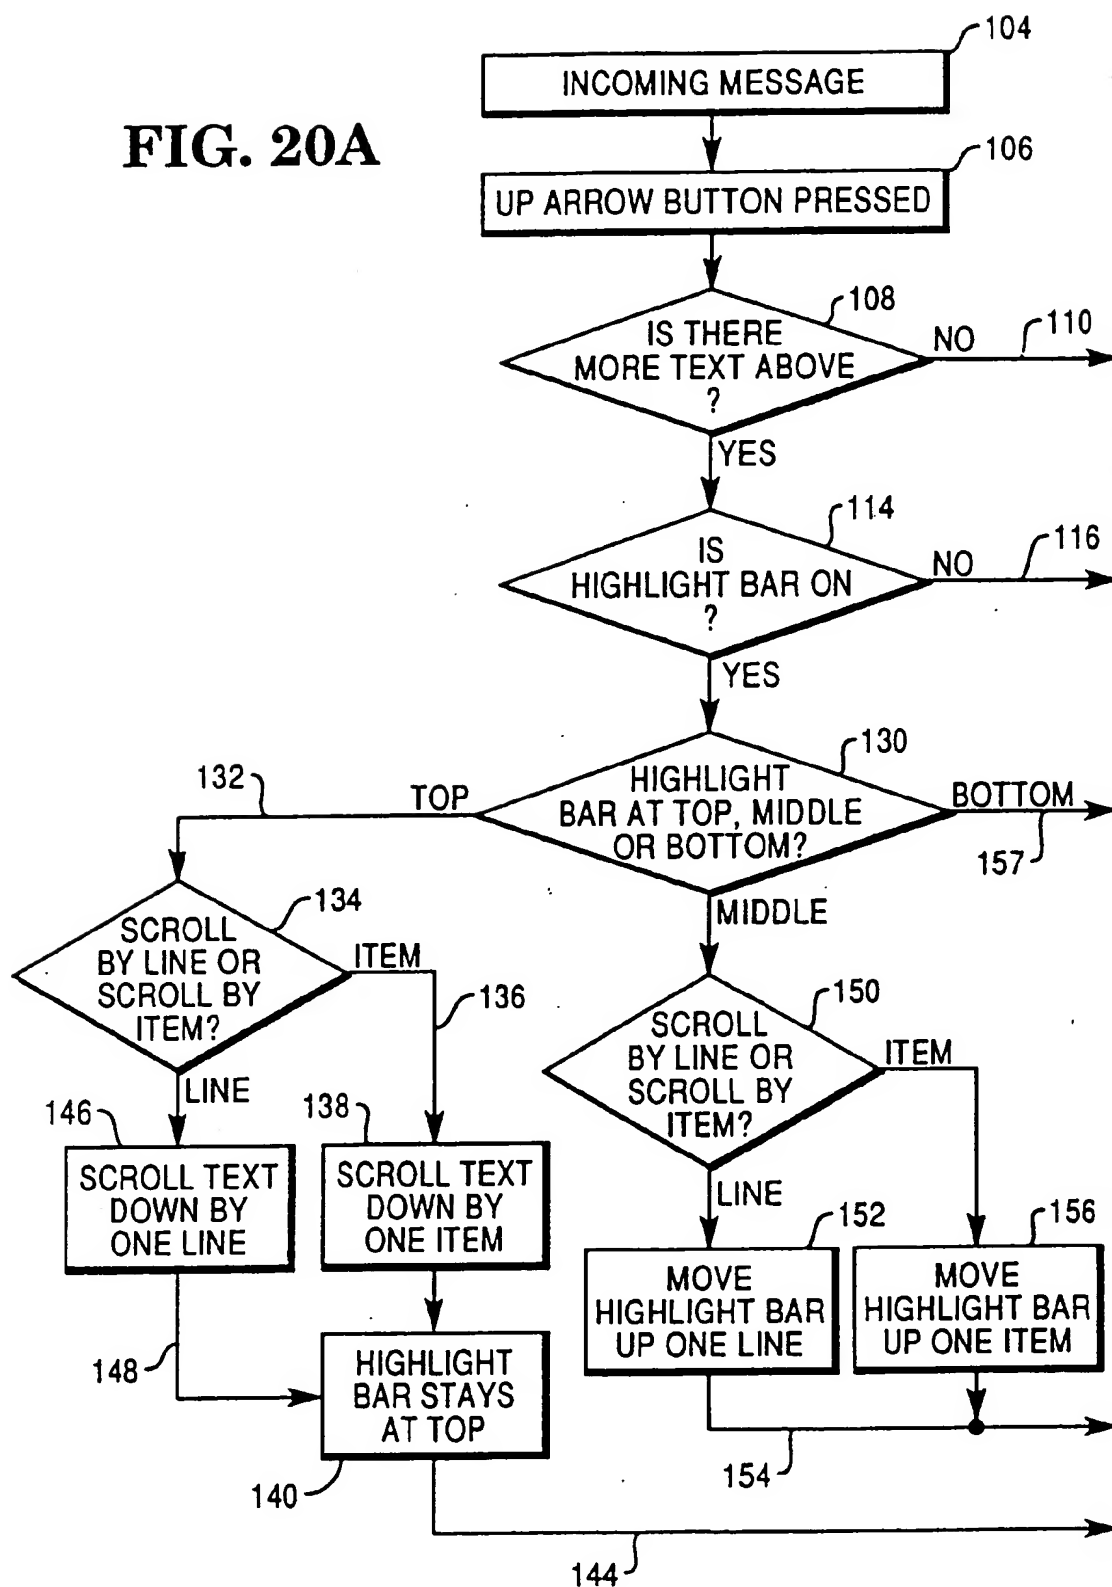 104
INCOMING MESSAGE
FIG. 20A
106
UP ARROW BUTTON PRESSED
108
IS THERE
MORE TEXT ABOVE
?
NO
110
YES
114
IS
HIGHLIGHT BAR ON
?
NO
116
YES
130
HIGHLIGHT
BAR AT TOP, MIDDLE
OR BOTTOM?
132
TOP
BOTTOM
157
MIDDLE
134
SCROLL
BY LINE OR
SCROLL BY
ITEM?
ITEM
136
LINE
150
SCROLL
BY LINE OR
SCROLL BY
ITEM?
ITEM
LINE
146
SCROLL TEXT
DOWN BY
ONE LINE
138
SCROLL TEXT
DOWN BY
ONE ITEM
152
MOVE
HIGHLIGHT BAR
UP ONE LINE
156
MOVE
HIGHLIGHT BAR
UP ONE ITEM
148
HIGHLIGHT
BAR STAYS
AT TOP
140
154
144